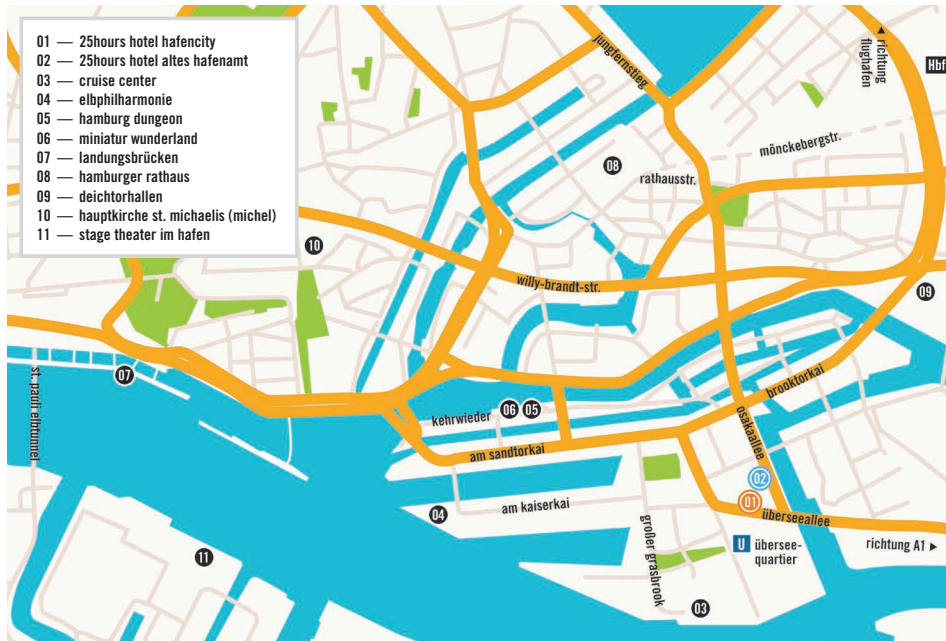 01 — 25hours hotel hafencity
02 — 25hours hotel altes hafenamt
03 — cruise center
04 — elbphilharmonie
05 — hamburg dungeon
06 — miniatur wunderland
07 — landungsbrücken
08 — hamburger rathaus
09 — deichtorhallen
10 — hauptkirche st. michaelis (michel)
11 — stage theater im hafen
jungfernstieg
richtung
flughafen
Hbf
mönckebergstr.
08
rathausstr.
10
willy-brandt-str.
09
07
st. pauli elbtunnel
brooktorkai
kehrwieder
06
05
osakaallee
am sandtorkai
02
01
am kaiserkai
04
großer grasbrook
überseeallee
U
übersee-
quartier
richtung A1
11
03